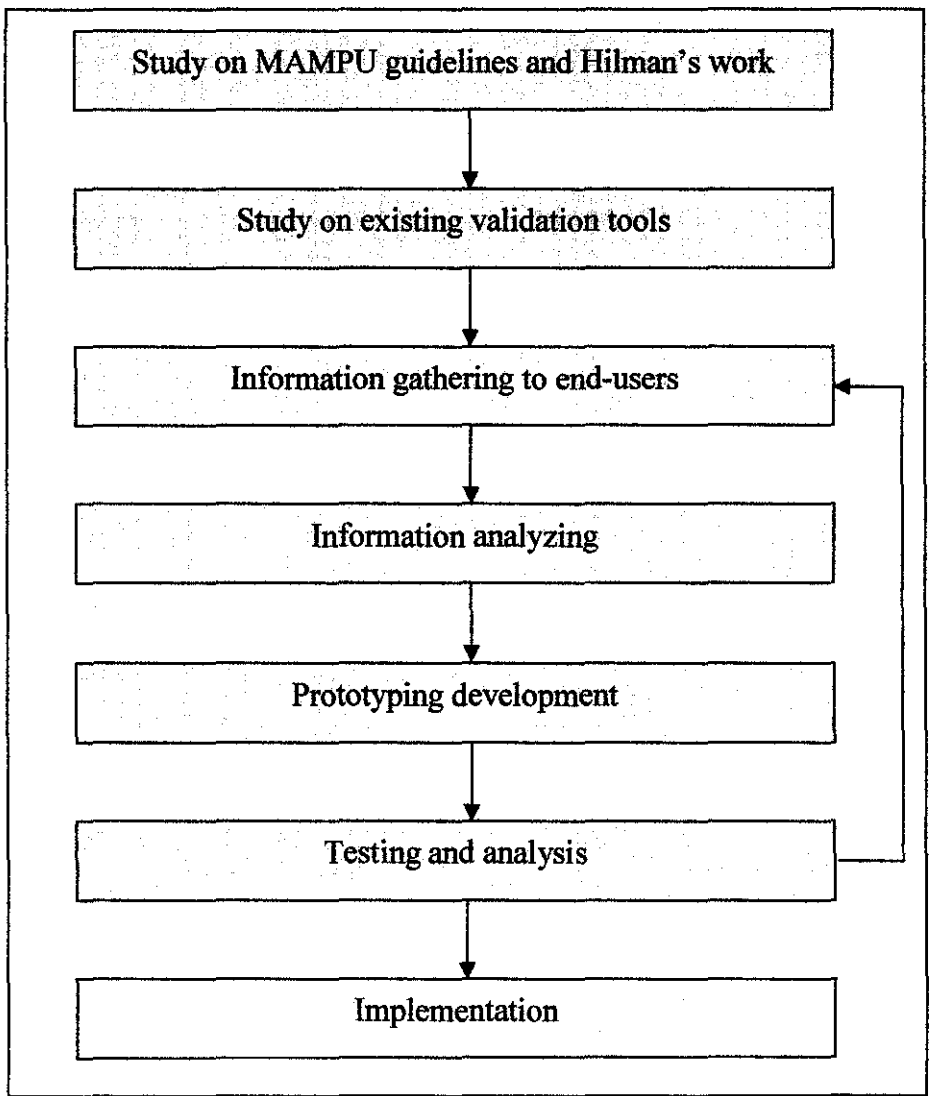 Study on MAMPU guidelines and Hilman's work
Study on existing validation tools
Information gathering to end-users
Information analyzing
Prototyping development
Testing and analysis
Implementation